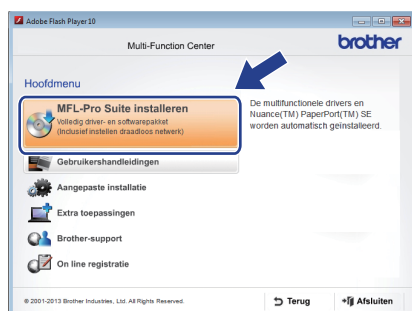 Adobe Flash Player 10
Multi-Function Center
brother
Hoofdmenu
MFL-Pro Suite installeren
Volledig driver- en softwarepakket
(Inclusief instellen draadloos netwerk)
De multifunctionele drivers en
Nuance(TM) PaperPort(TM) SE
worden automatisch geïnstalleerd.
Gebruikershandleidingen
Aangepaste installatie
Extra toepassingen
Brother-support
On line registratie
© 2001-2013 Brother Industries, Ltd. All Rights Reserved.
Terug
Afsluiten